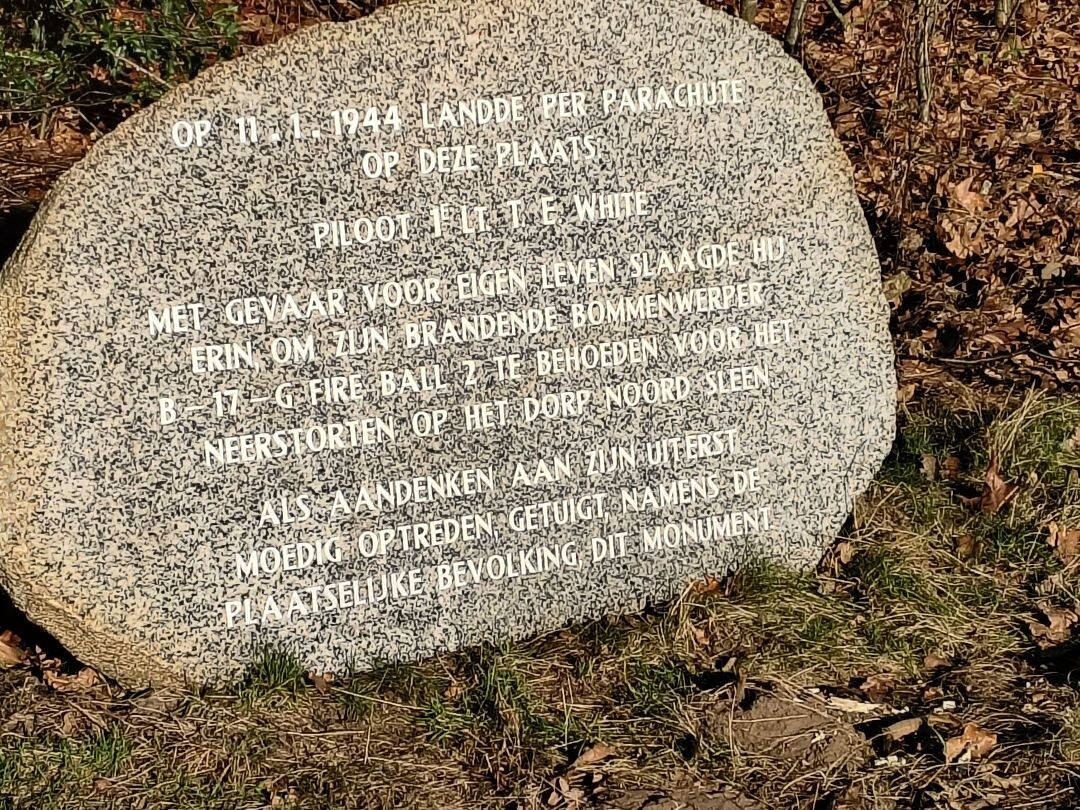 OP 11.1.1944 LANDDE PER PARACHUTE
OP DEZE PLAATS
PILOOT 1E LT. T. E. WHITE
MET GEVAAR VOOR EIGEN LEVEN SLAAGDE HIJ
ERIN, OM ZIJN BRANDENDE BOMMENWERPER
B-17-G FIRE BALL 2 TE BEHOEDEN VOOR HET
NEERSTORTEN OP HET DORP NOORD SLEEN.
ALS AANDENKEN AAN ZIJN UITERST
MOEDIG OPTREDEN, GETUIGT, NAMENS DE
PLAATSELIJKE BEVOLKING, DIT MONUMENT.